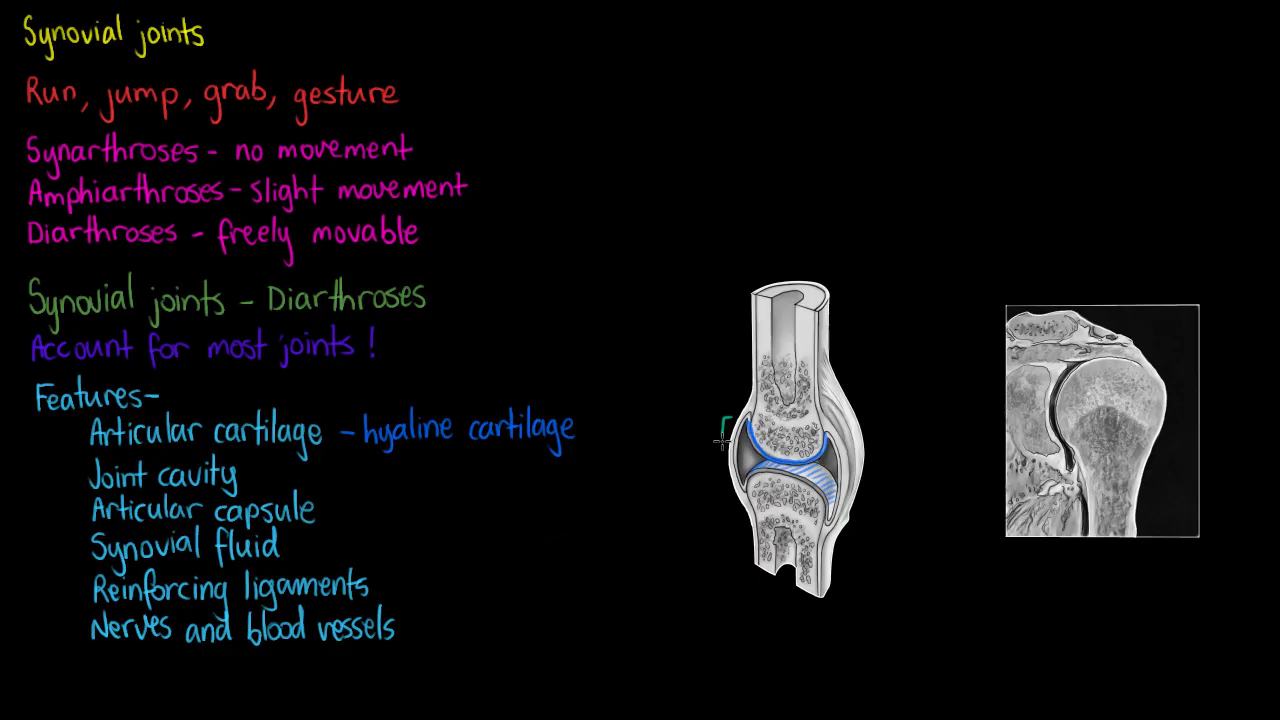 Synovial joints
Run, jump, grab, gesture
Synarthroses - no movement
Amphiarthroses - slight movement
Diarthroses - freely movable
Synovial joints - Diarthroses
Account for most joints !
Features-
Articular cartilage - hyaline cartilage
Joint cavity
Articular capsule
Synovial fluid
Reinforcing ligaments
Nerves and blood vessels